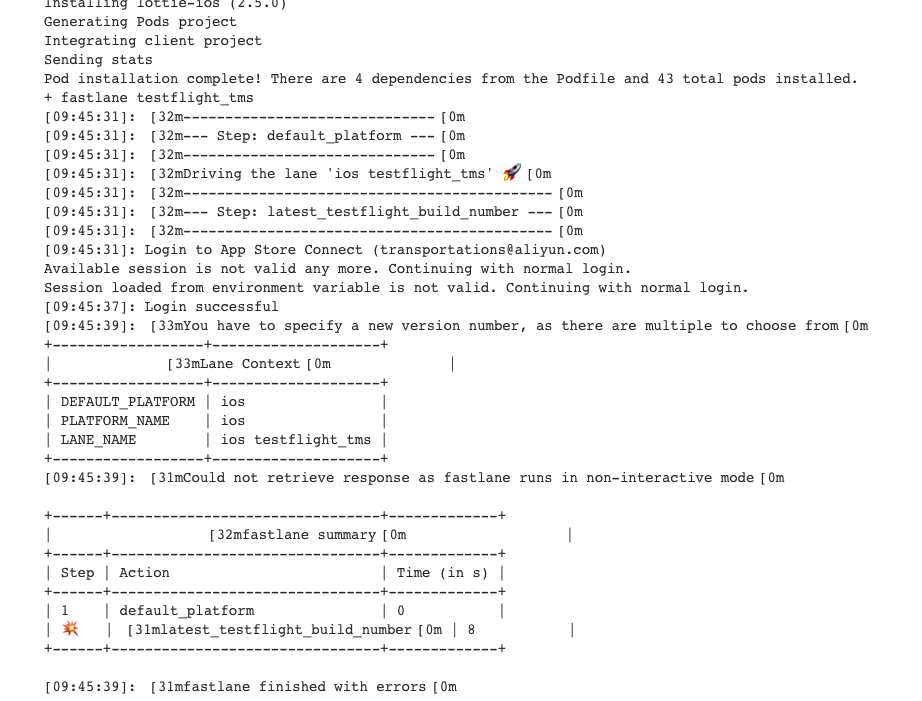 Installing lottie-ios (2.5.0)
Generating Pods project
Integrating client project
Sending stats
Pod installation complete! There are 4 dependencies from the Podfile and 43 total pods installed.
+ fastlane testflight_tms
[09:45:31]: [32m------------------------------[0m
[09:45:31]: [32m--- Step: default_platform ---[0m
[09:45:31]: [32m------------------------------[0m
[09:45:31]: [32mDriving the lane 'ios testflight_tms' 🚀[0m
[09:45:31]: [32m--------------------------------------------[0m
[09:45:31]: [32m--- Step: latest_testflight_build_number ---[0m
[09:45:31]: [32m--------------------------------------------[0m
[09:45:31]: Login to App Store Connect (transportations@aliyun.com)
Available session is not valid any more. Continuing with normal login.
Session loaded from environment variable is not valid. Continuing with normal login.
[09:45:37]: Login successful
[09:45:39]: [33mYou have to specify a new version number, as there are multiple to choose from[0m
+------------------+--------------------+
|              [33mLane Context[0m              |
+------------------+--------------------+
| DEFAULT_PLATFORM | ios                |
| PLATFORM_NAME    | ios                |
| LANE_NAME        | ios testflight_tms |
+------------------+--------------------+
[09:45:39]: [31mCould not retrieve response as fastlane runs in non-interactive mode[0m
+------+--------------------------------+-------------+
|                   [32mfastlane summary[0m                   |
+------+--------------------------------+-------------+
| Step | Action                         | Time (in s) |
+------+--------------------------------+-------------+
| 1    | default_platform               | 0           |
| 💥   | [31mlatest_testflight_build_number[0m | 8           |
+------+--------------------------------+-------------+
[09:45:39]: [31mfastlane finished with errors[0m